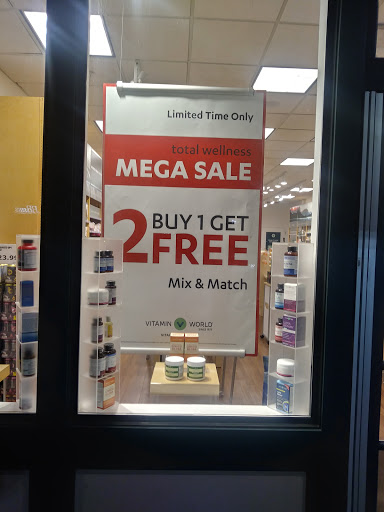 Limited Time Only
total wellness
MEGA SALE
BUY 1 GET
2 FREE
Mix & Match
VITAMIN WORLD